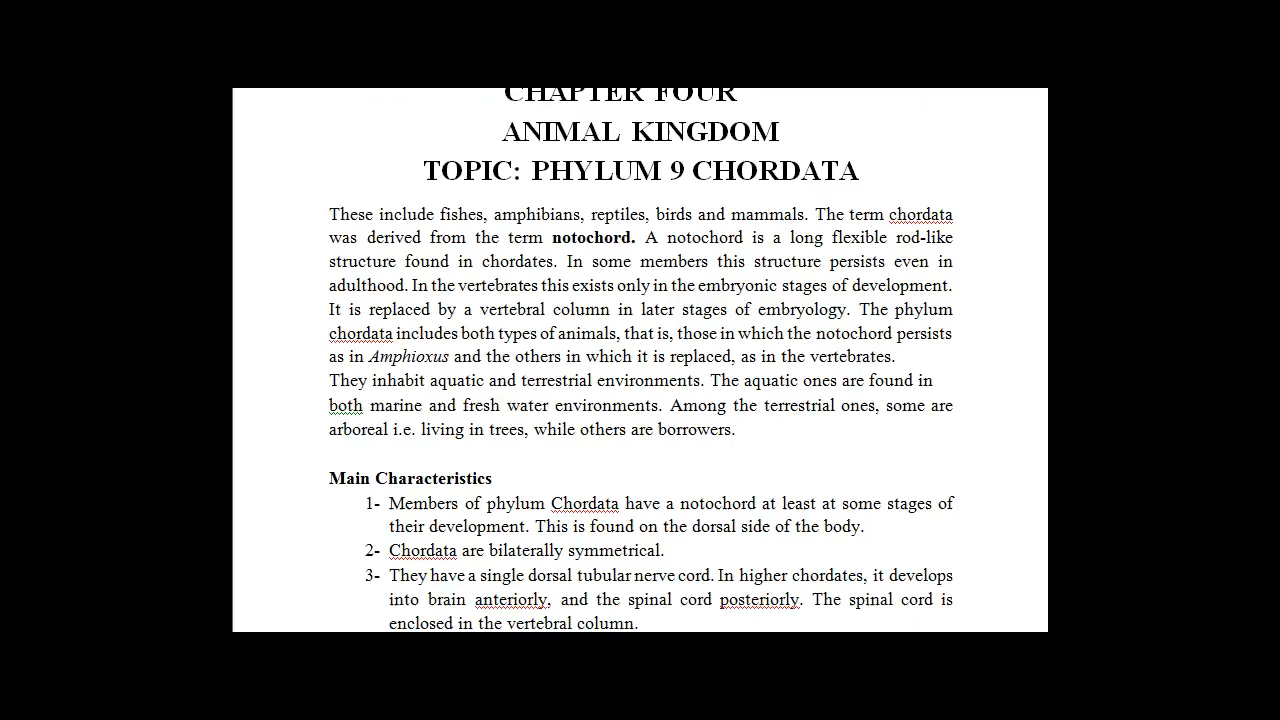 CHAPTER FOUR
ANIMAL KINGDOM
TOPIC: PHYLUM 9 CHORDATA
These include fishes, amphibians, reptiles, birds and mammals. The term chordata
was derived from the term notochord. A notochord is a long flexible rod-like
structure found in chordates. In some members this structure persists even in
adulthood. In the vertebrates this exists only in the embryonic stages of development.
It is replaced by a vertebral column in later stages of embryology. The phylum
chordata includes both types of animals, that is, those in which the notochord persists
as in Amphioxus and the others in which it is replaced, as in the vertebrates.
They inhabit aquatic and terrestrial environments. The aquatic ones are found in
both marine and fresh water environments. Among the terrestrial ones, some are
arboreal i.e. living in trees, while others are borrowers.
Main Characteristics
1- Members of phylum Chordata have a notochord at least at some stages of
their development. This is found on the dorsal side of the body.
2- Chordata are bilaterally symmetrical.
3- They have a single dorsal tubular nerve cord. In higher chordates, it develops
into brain anteriorly, and the spinal cord posteriorly. The spinal cord is
enclosed in the vertebral column.